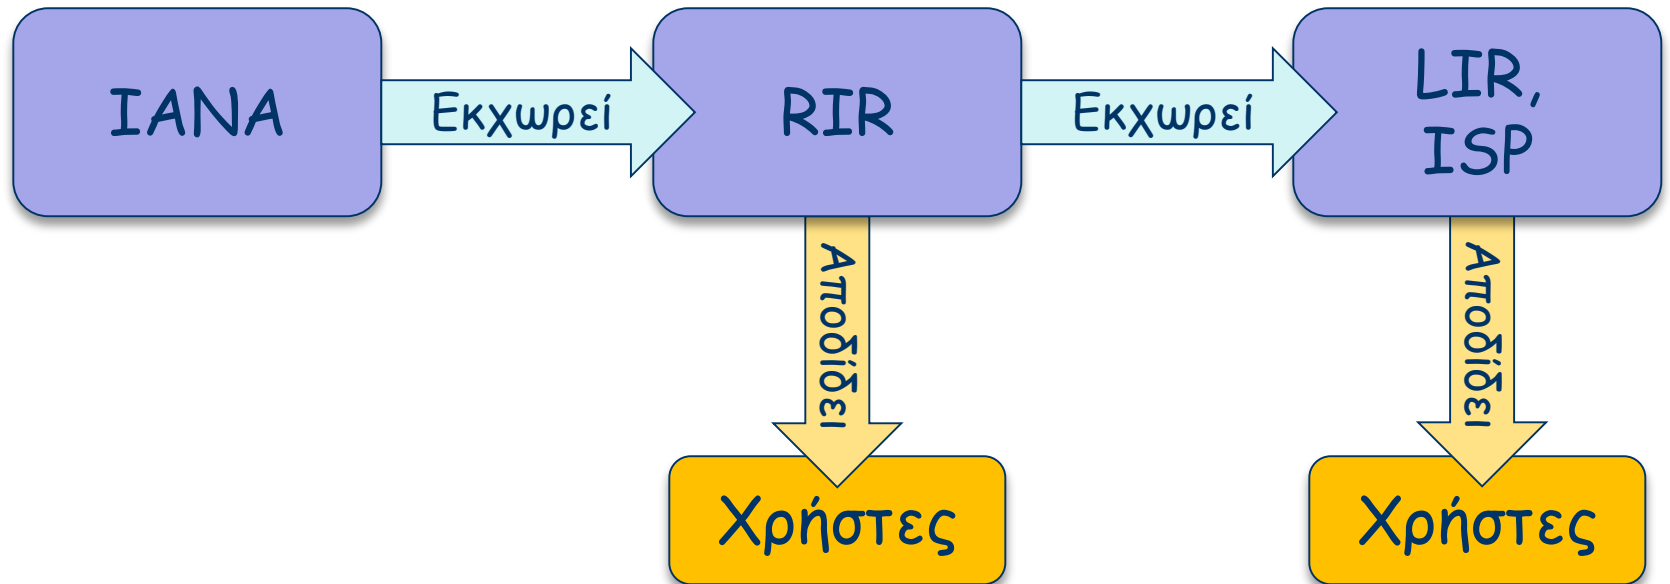 IANA
Εκχωρεί
RIR
Εκχωρεί
LIR,
ISP
Αποδίδει
Αποδίδει
Χρήστες
Χρήστες